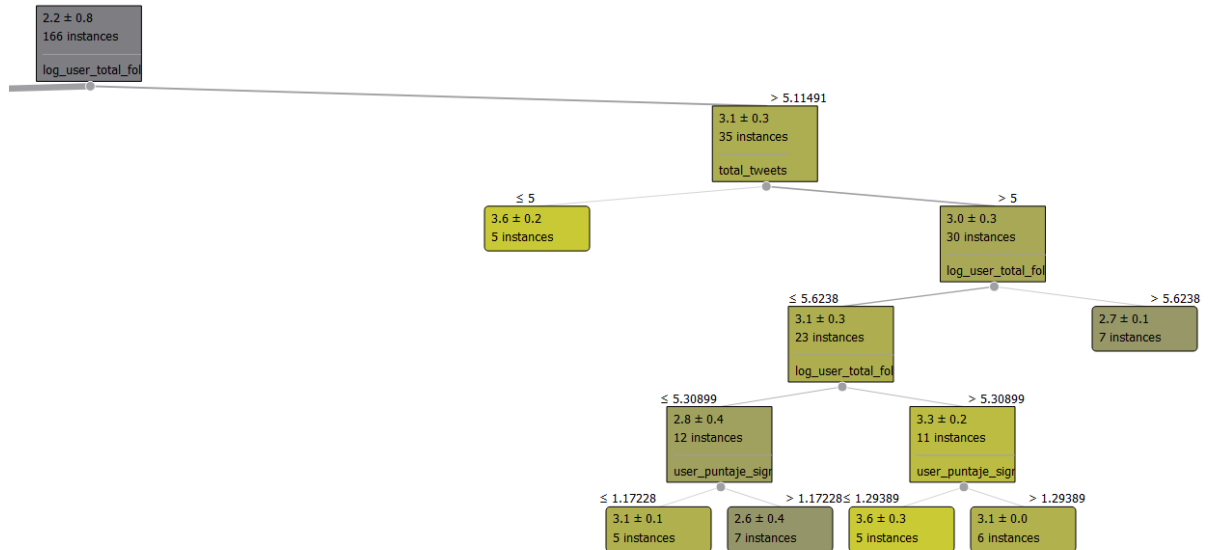 2.2 ± 0.8
166 instances
log_user_total_fol
> 5.11491
3.1 ± 0.3
35 instances
total_tweets
≤ 5
> 5
3.6 ± 0.2
5 instances
3.0 ± 0.3
30 instances
log_user_total_fol
≤ 5.6238
> 5.6238
3.1 ± 0.3
23 instances
log_user_total_fol
2.7 ± 0.1
7 instances
≤ 5.30899
> 5.30899
2.8 ± 0.4
12 instances
user_puntaje_sigr
3.3 ± 0.2
11 instances
user_puntaje_sigr
≤ 1.17228
> 1.17228
≤ 1.29389
> 1.29389
3.1 ± 0.1
5 instances
2.6 ± 0.4
7 instances
3.6 ± 0.3
5 instances
3.1 ± 0.0
6 instances